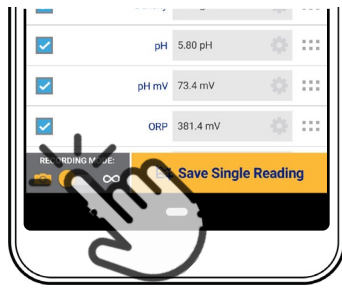 pH 5.80 pH
pH mV 73.4 mV
ORP 381.4 mV
RECORDING MODE:
Save Single Reading